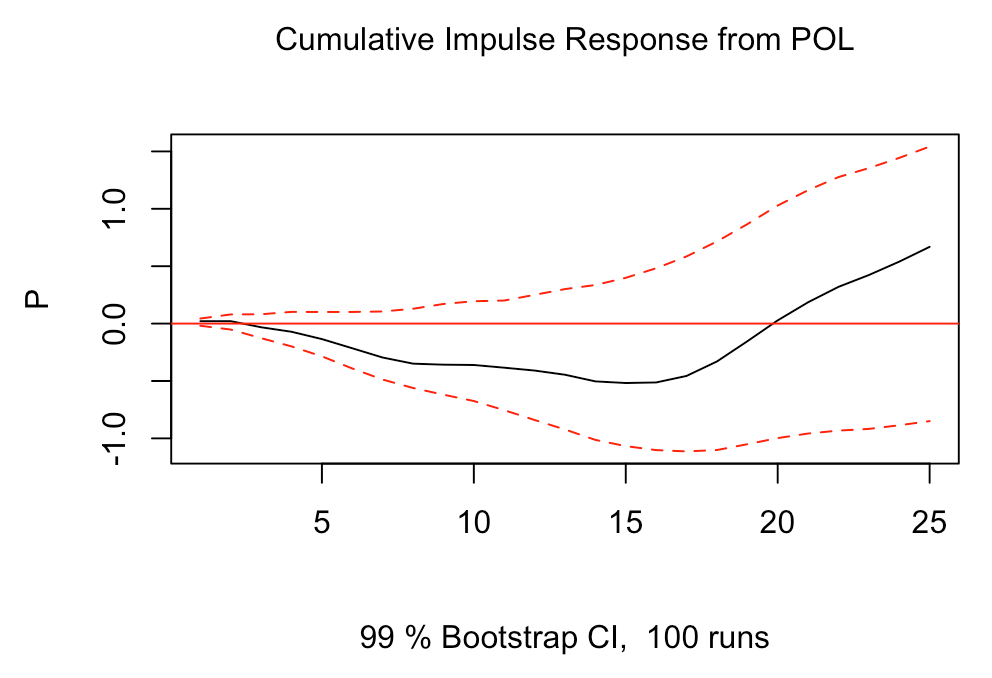 Cumulative Impulse Response from POL
P
1.0
0.0
-1.0
5 10 15 20 25
99 % Bootstrap CI,  100 runs